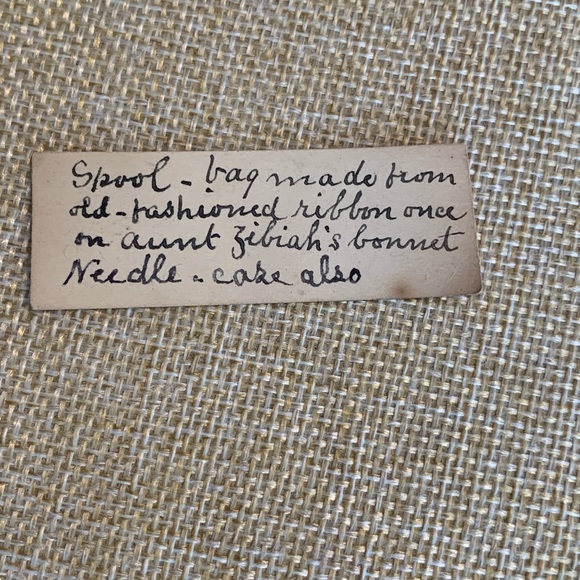 Spool - bag made from
old-fashioned ribbon once
on aunt Zibiah's bonnet
Needle - case also